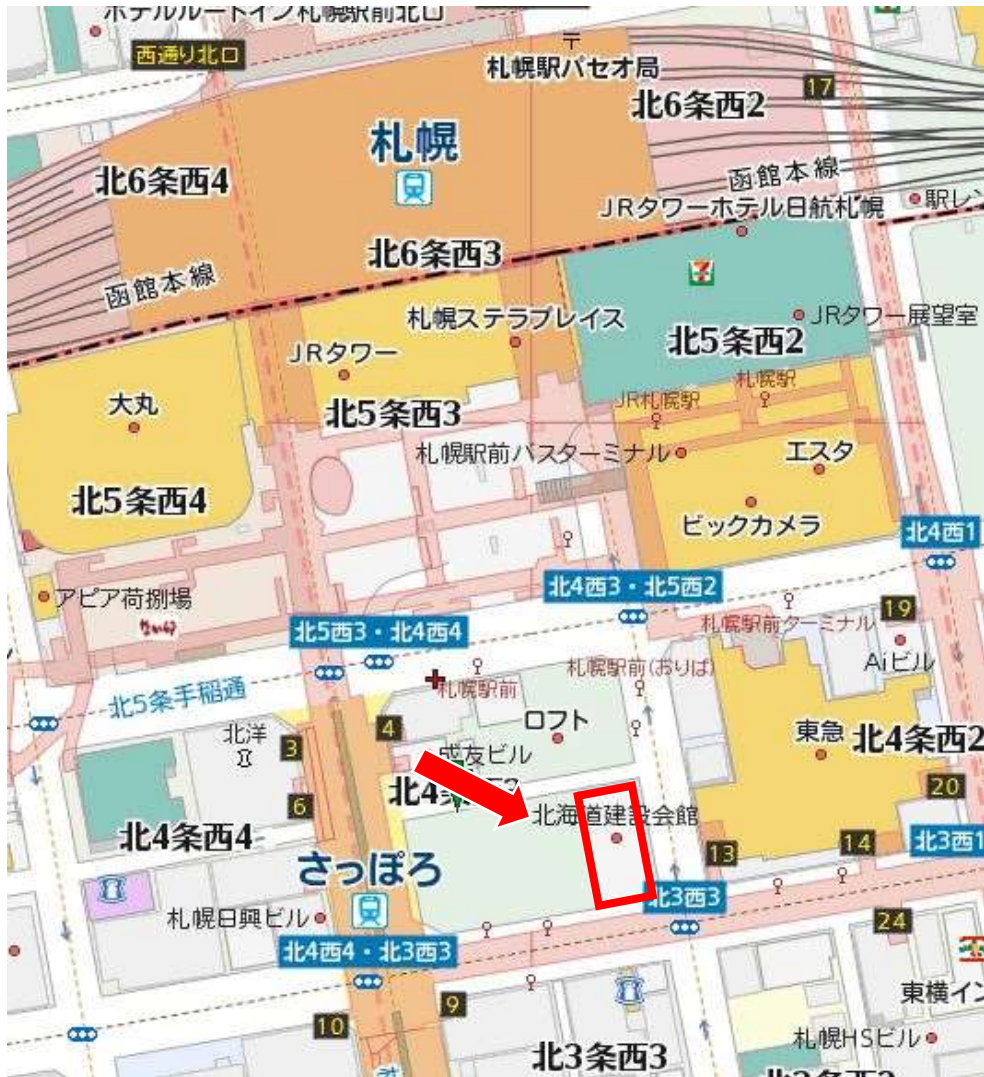 ホテルルートイン札幌駅前北口
西通り北口
札幌駅パセオ局
17
北6条西2
札幌
北6条西4
函館本線
JRタワーホテル日航札幌
北6条西3
函館本線
札幌ステラプレイス
JRタワー展望室
北5条西2
JRタワー
大丸
北5条西3
札幌駅
JR札幌駅
札幌駅前バスターミナル
エスタ
北5条西4
ビックカメラ
北4西1
北4西3・北5西2
アピア荷捌場
19
北5西3・北4西4
札幌駅前ターミナル
Aiビル
札幌駅前(おりば)
札幌駅前
北5条手稲通
ロフト
4
北洋
3
東急
北4条西2
成友ビル
20
6
北海道建設会館
北4条西4
13
14
北3西1
さっぽろ
北3西3
札幌日興ビル
24
北4西4・北3西3
東横イン
9
10
札幌HSビル
北3条西3